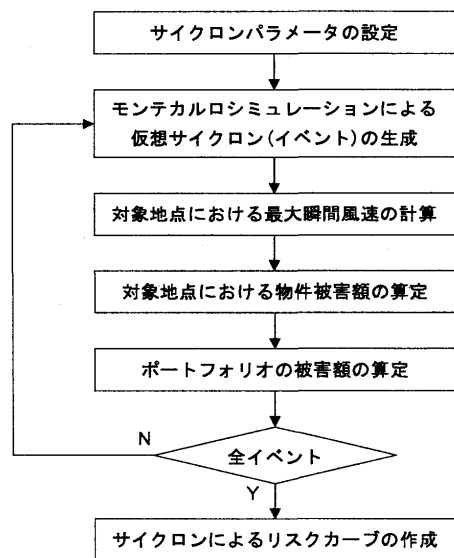 サイクロンパラメータの設定
モンテカルロシミュレーションによる
仮想サイクロン(イベント)の生成
対象地点における最大瞬間風速の計算
対象地点における物件被害額の算定
ポートフォリオの被害額の算定
N
全イベント
Y
サイクロンによるリスクカーブの作成